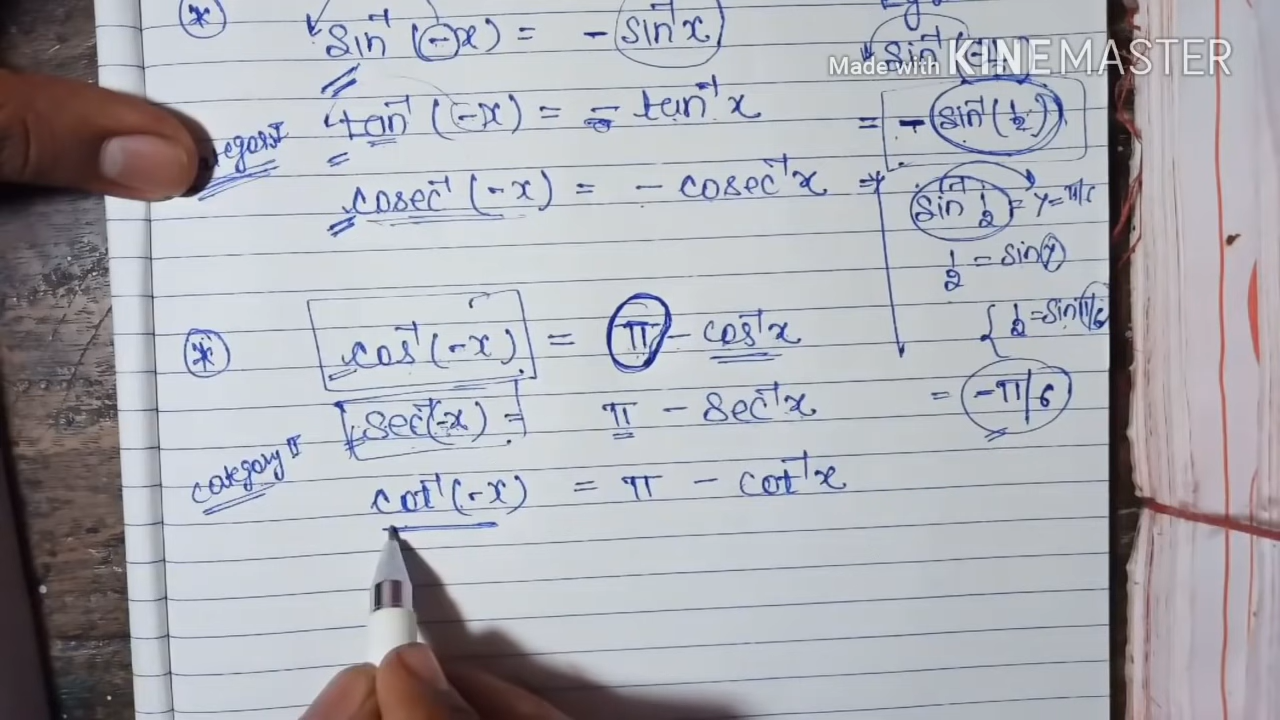 sin⁻¹(-x) = - sin⁻¹x
Made with KINEMASTER
sin⁻¹
tan⁻¹(-x) = - tan⁻¹x
= - sin⁻¹(1/2)
cosec⁻¹(-x) = - cosec⁻¹x ⇒
sin⁻¹ 1/2 = y = π/6
1/2 = sin y
{ 1/2 = sin π/6
* cos⁻¹(-x) = π - cos⁻¹x
sec⁻¹(-x) = π - sec⁻¹x
= -π/6
category II
cot⁻¹(-x) = π - cot⁻¹x